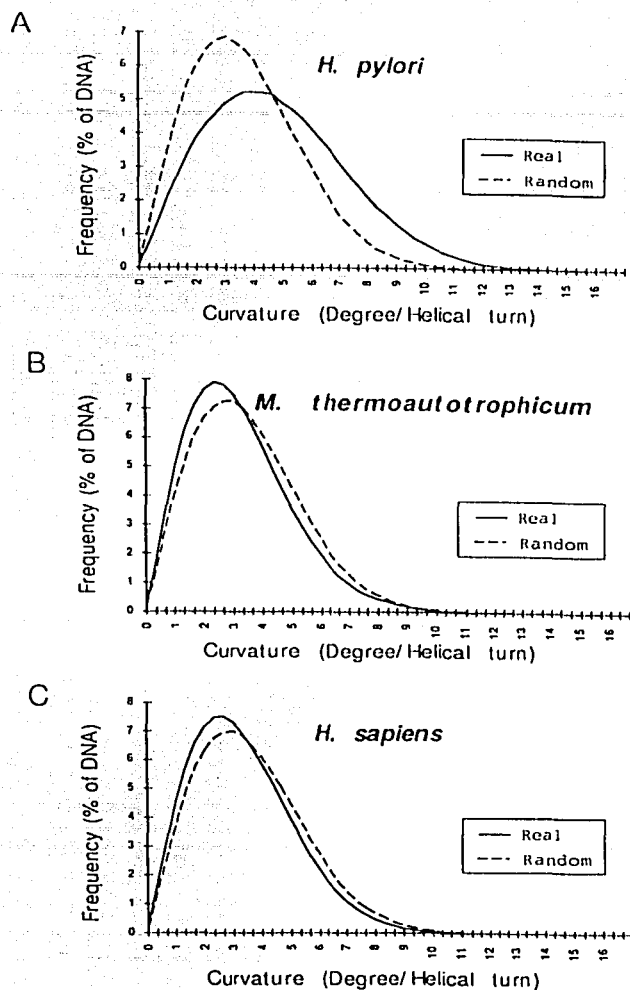 A
H. pylori
Frequency (% of DNA)
7
6
5
4
3
2
1
0
Real
Random
0 1 2 3 4 5 6 7 8 9 10 11 12 13 14 15 16
Curvature (Degree/Helical turn)
B
M. thermoautotrophicum
Frequency (% of DNA)
8
7
6
5
4
3
2
1
0
Real
Random
0 1 2 3 4 5 6 7 8 9 10 11 12 13 14 15 16
Curvature (Degree/Helical turn)
C
H. sapiens
Frequency (% of DNA)
8
7
6
5
4
3
2
1
0
Real
Random
0 1 2 3 4 5 6 7 8 9 10 11 12 13 14 15 16
Curvature (Degree/Helical turn)